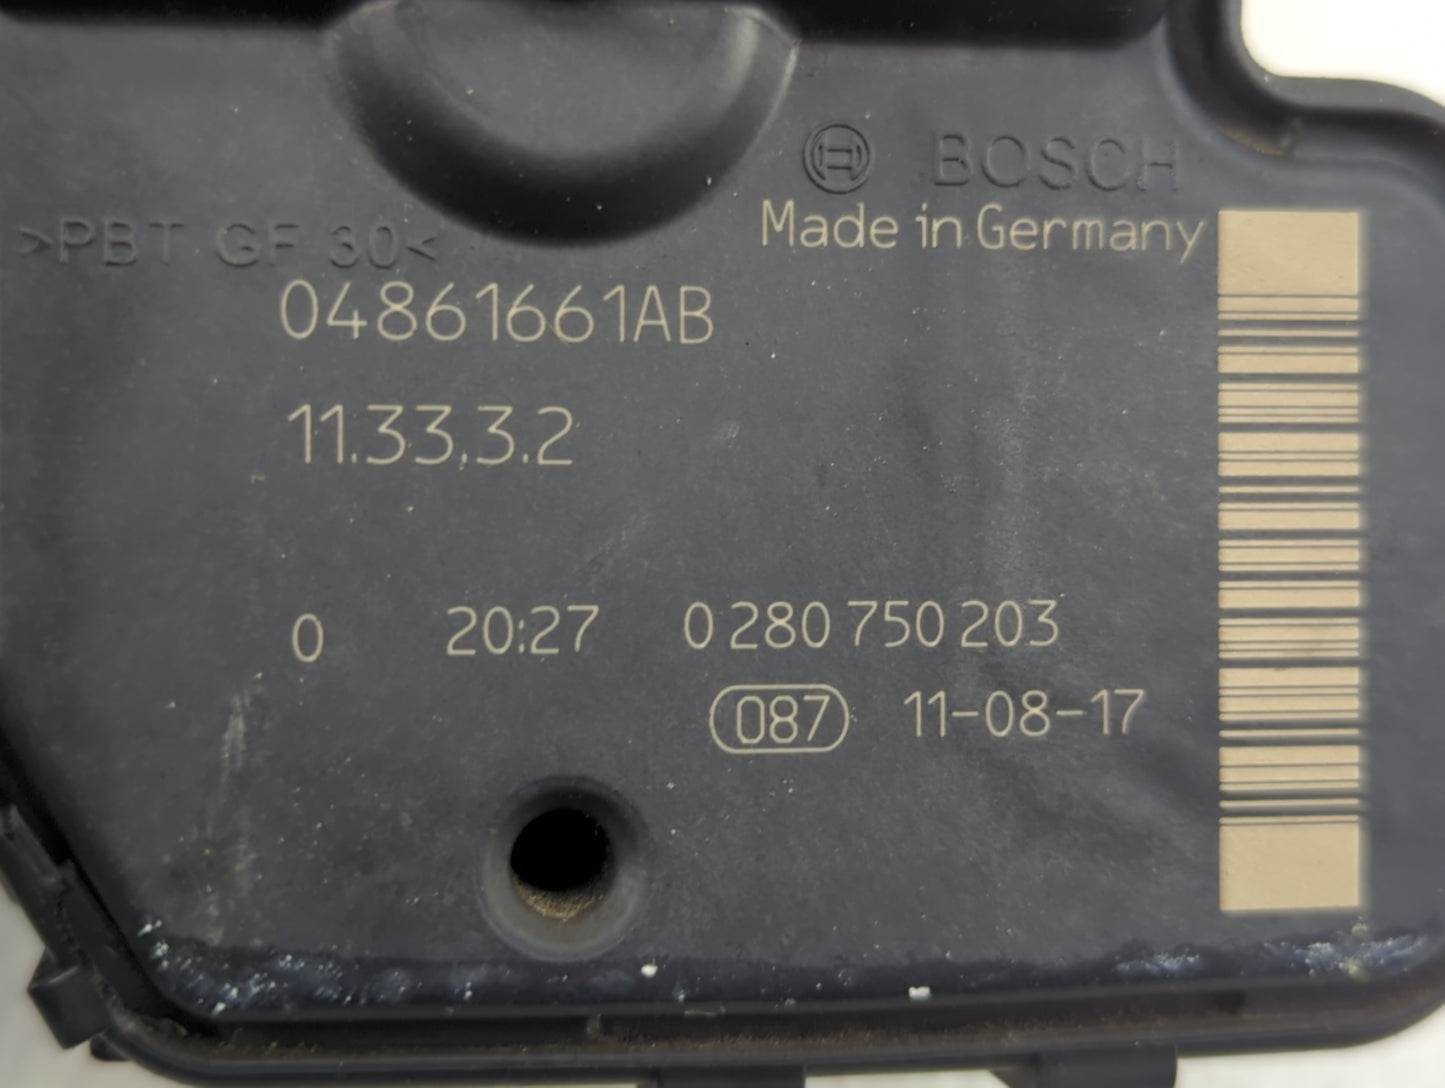 BOSCH
Made in Germany
>PBT GF 30<
04861661AB
11.33.3.2
0 20:27 0 280 750 203
087 11-08-17